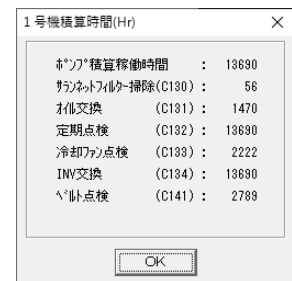 1号機積算時間(Hr)
ﾎﾟﾝﾌﾟ積算稼働時間 : 13690
ｻﾗﾝﾈｯﾄﾌｨﾙﾀｰ掃除(C130) : 56
ｵｲﾙ交換 (C131) : 1470
定期点検 (C132) : 13690
冷却ﾌｧﾝ点検 (C133) : 2222
INV交換 (C134) : 13690
ﾍﾞﾙﾄ点検 (C141) : 2789
OK